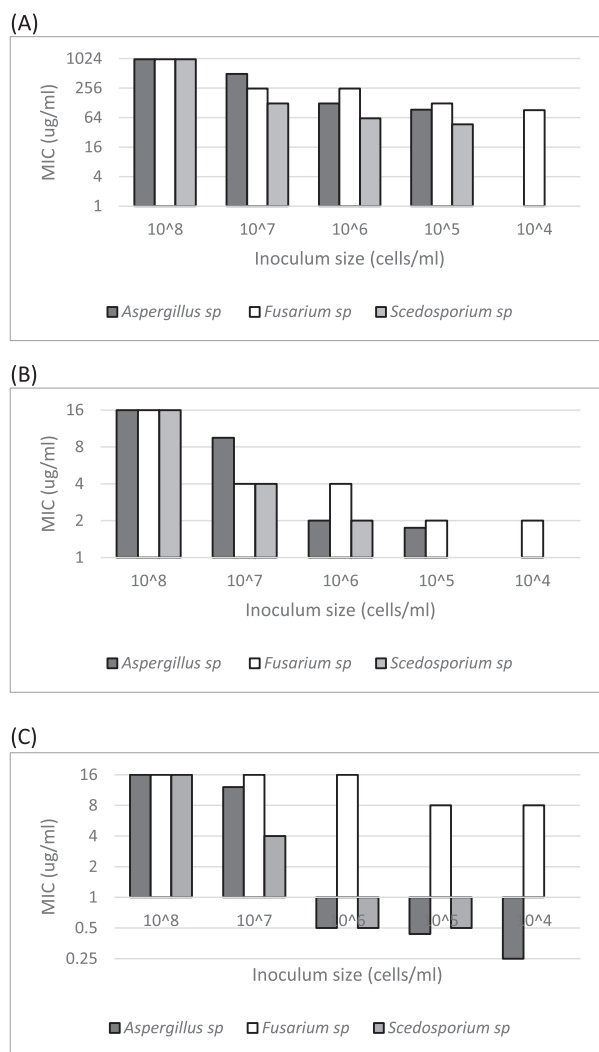 (A)
1024
256
64
16
4
1
MIC (ug/ml)
10^8 10^7 10^6 10^5 10^4
Inoculum size (cells/ml)
Aspergillus sp Fusarium sp Scedosporium sp
(B)
16
8
4
2
1
MIC (ug/ml)
10^8 10^7 10^6 10^5 10^4
Inoculum size (cells/ml)
Aspergillus sp Fusarium sp Scedosporium sp
(C)
16
8
4
2
1
0.5
0.25
MIC (ug/ml)
10^8 10^7 10^6 10^5 10^4
Inoculum size (cells/ml)
Aspergillus sp Fusarium sp Scedosporium sp